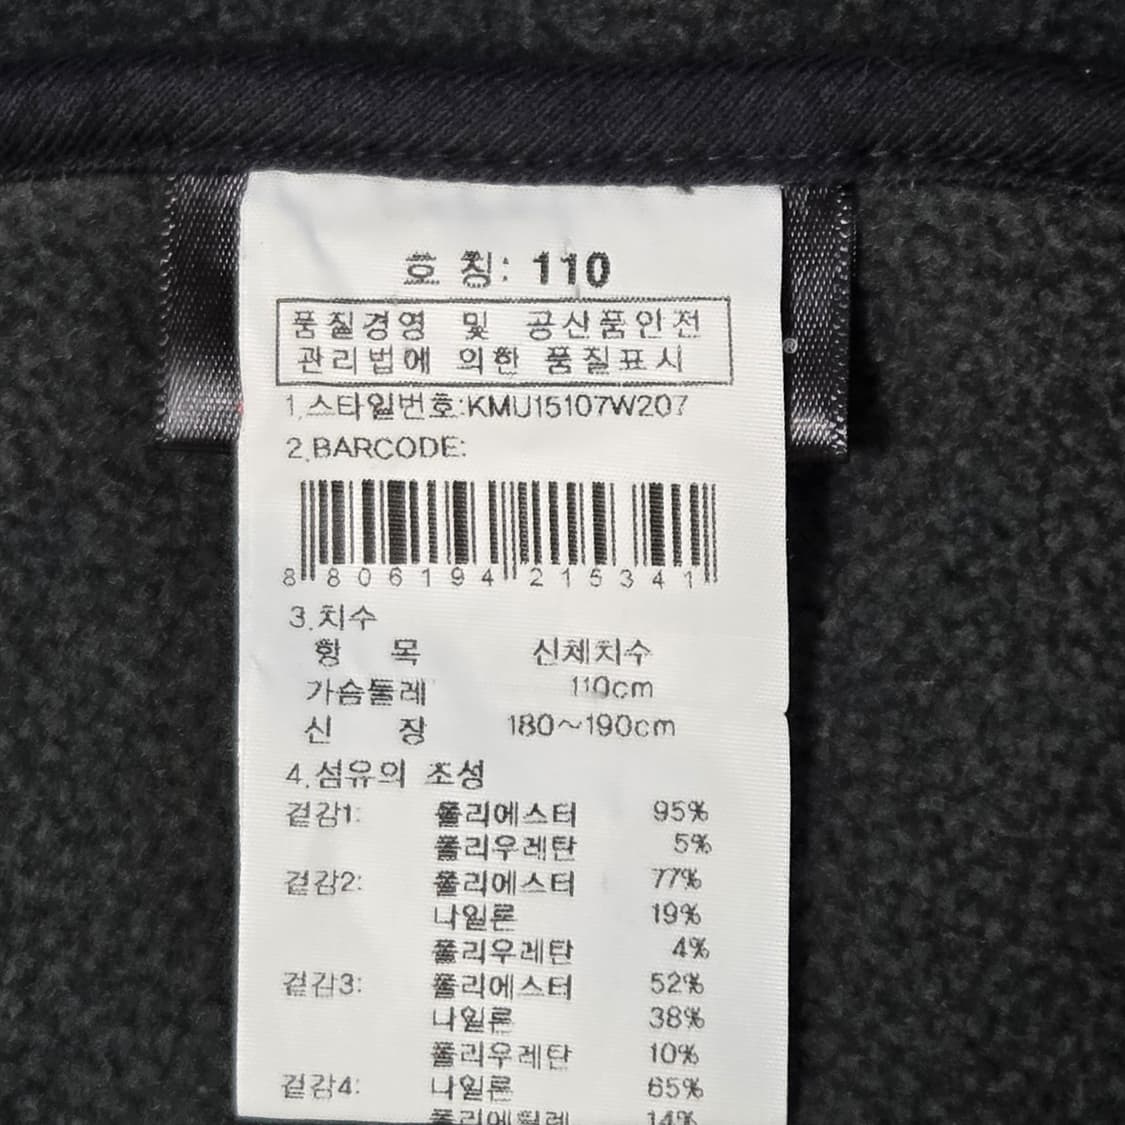 호 칭: 110
품질경영 및 공산품안전
관리법에 의한 품질표시
1.스타일번호:KMU15107W207
2.BARCODE:
8 806194 215341
3.치수
항 목 신체치수
가슴둘레 110cm
신 장 180~190cm
4.섬유의 조성
겉감1: 폴리에스터 95%
폴리우레탄 5%
겉감2: 폴리에스터 77%
나일론 19%
폴리우레탄 4%
겉감3: 폴리에스터 52%
나일론 38%
폴리우레탄 10%
겉감4: 나일론 65%
14%